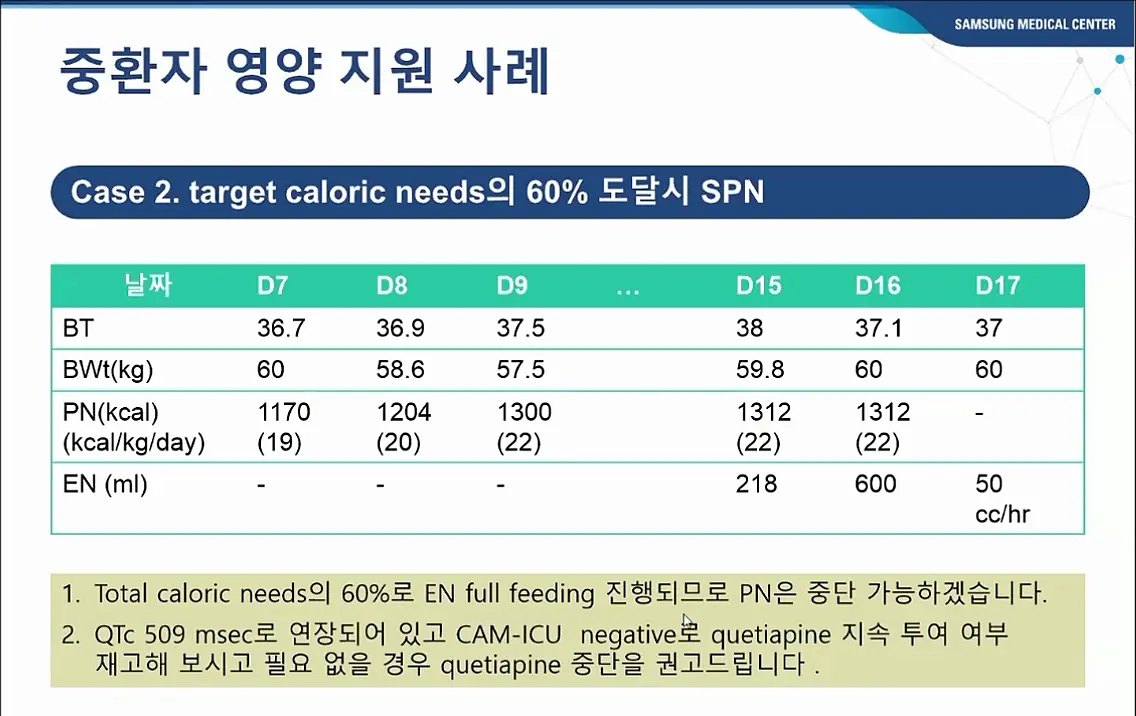 SAMSUNG MEDICAL CENTER
중환자 영양 지원 사례
Case 2. target caloric needs의 60% 도달시 SPN
날짜 D7 D8 D9 ... D15 D16 D17
BT 36.7 36.9 37.5 38 37.1 37
BWt(kg) 60 58.6 57.5 59.8 60 60
PN(kcal) 1170 1204 1300 1312 1312 -
(kcal/kg/day) (19) (20) (22) (22) (22)
EN (ml) - - - 218 600 50
cc/hr
1. Total caloric needs의 60%로 EN full feeding 진행되므로 PN은 중단 가능하겠습니다.
2. QTc 509 msec로 연장되어 있고 CAM-ICU negative로 quetiapine 지속 투여 여부
재고해 보시고 필요 없을 경우 quetiapine 중단을 권고드립니다 .